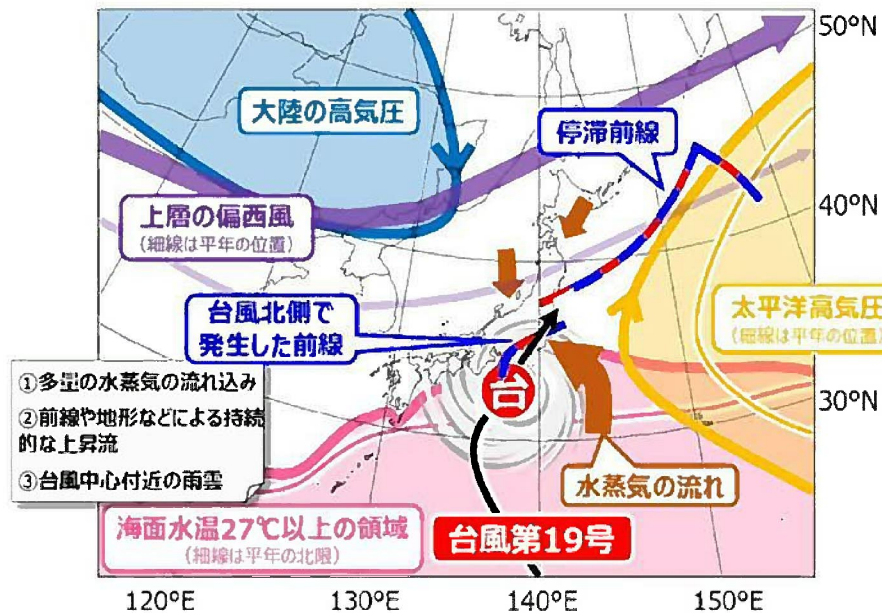 50°N
大陸の高気圧
停滞前線
上層の偏西風
(細線は平年の位置)
40°N
台風北側で
発生した前線
太平洋高気圧
(細線は平年の位置)
①多量の水蒸気の流れ込み
②前線や地形などによる持続
的な上昇流
③台風中心付近の雨雲
台
30°N
水蒸気の流れ
海面水温27℃以上の領域
(細線は平年の北限)
台風第19号
120°E
130°E
140°E
150°E